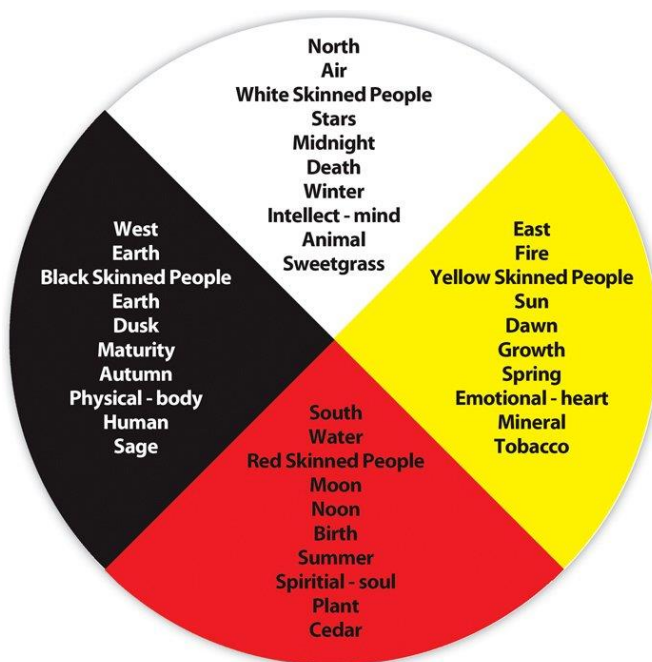 North
Air
White Skinned People
Stars
Midnight
Death
Winter
Intellect - mind
Animal
Sweetgrass
West
Earth
Black Skinned People
Earth
Dusk
Maturity
Autumn
Physical - body
Human
Sage
East
Fire
Yellow Skinned People
Sun
Dawn
Growth
Spring
Emotional - heart
Mineral
Tobacco
South
Water
Red Skinned People
Moon
Noon
Birth
Summer
Spiritial - soul
Plant
Cedar